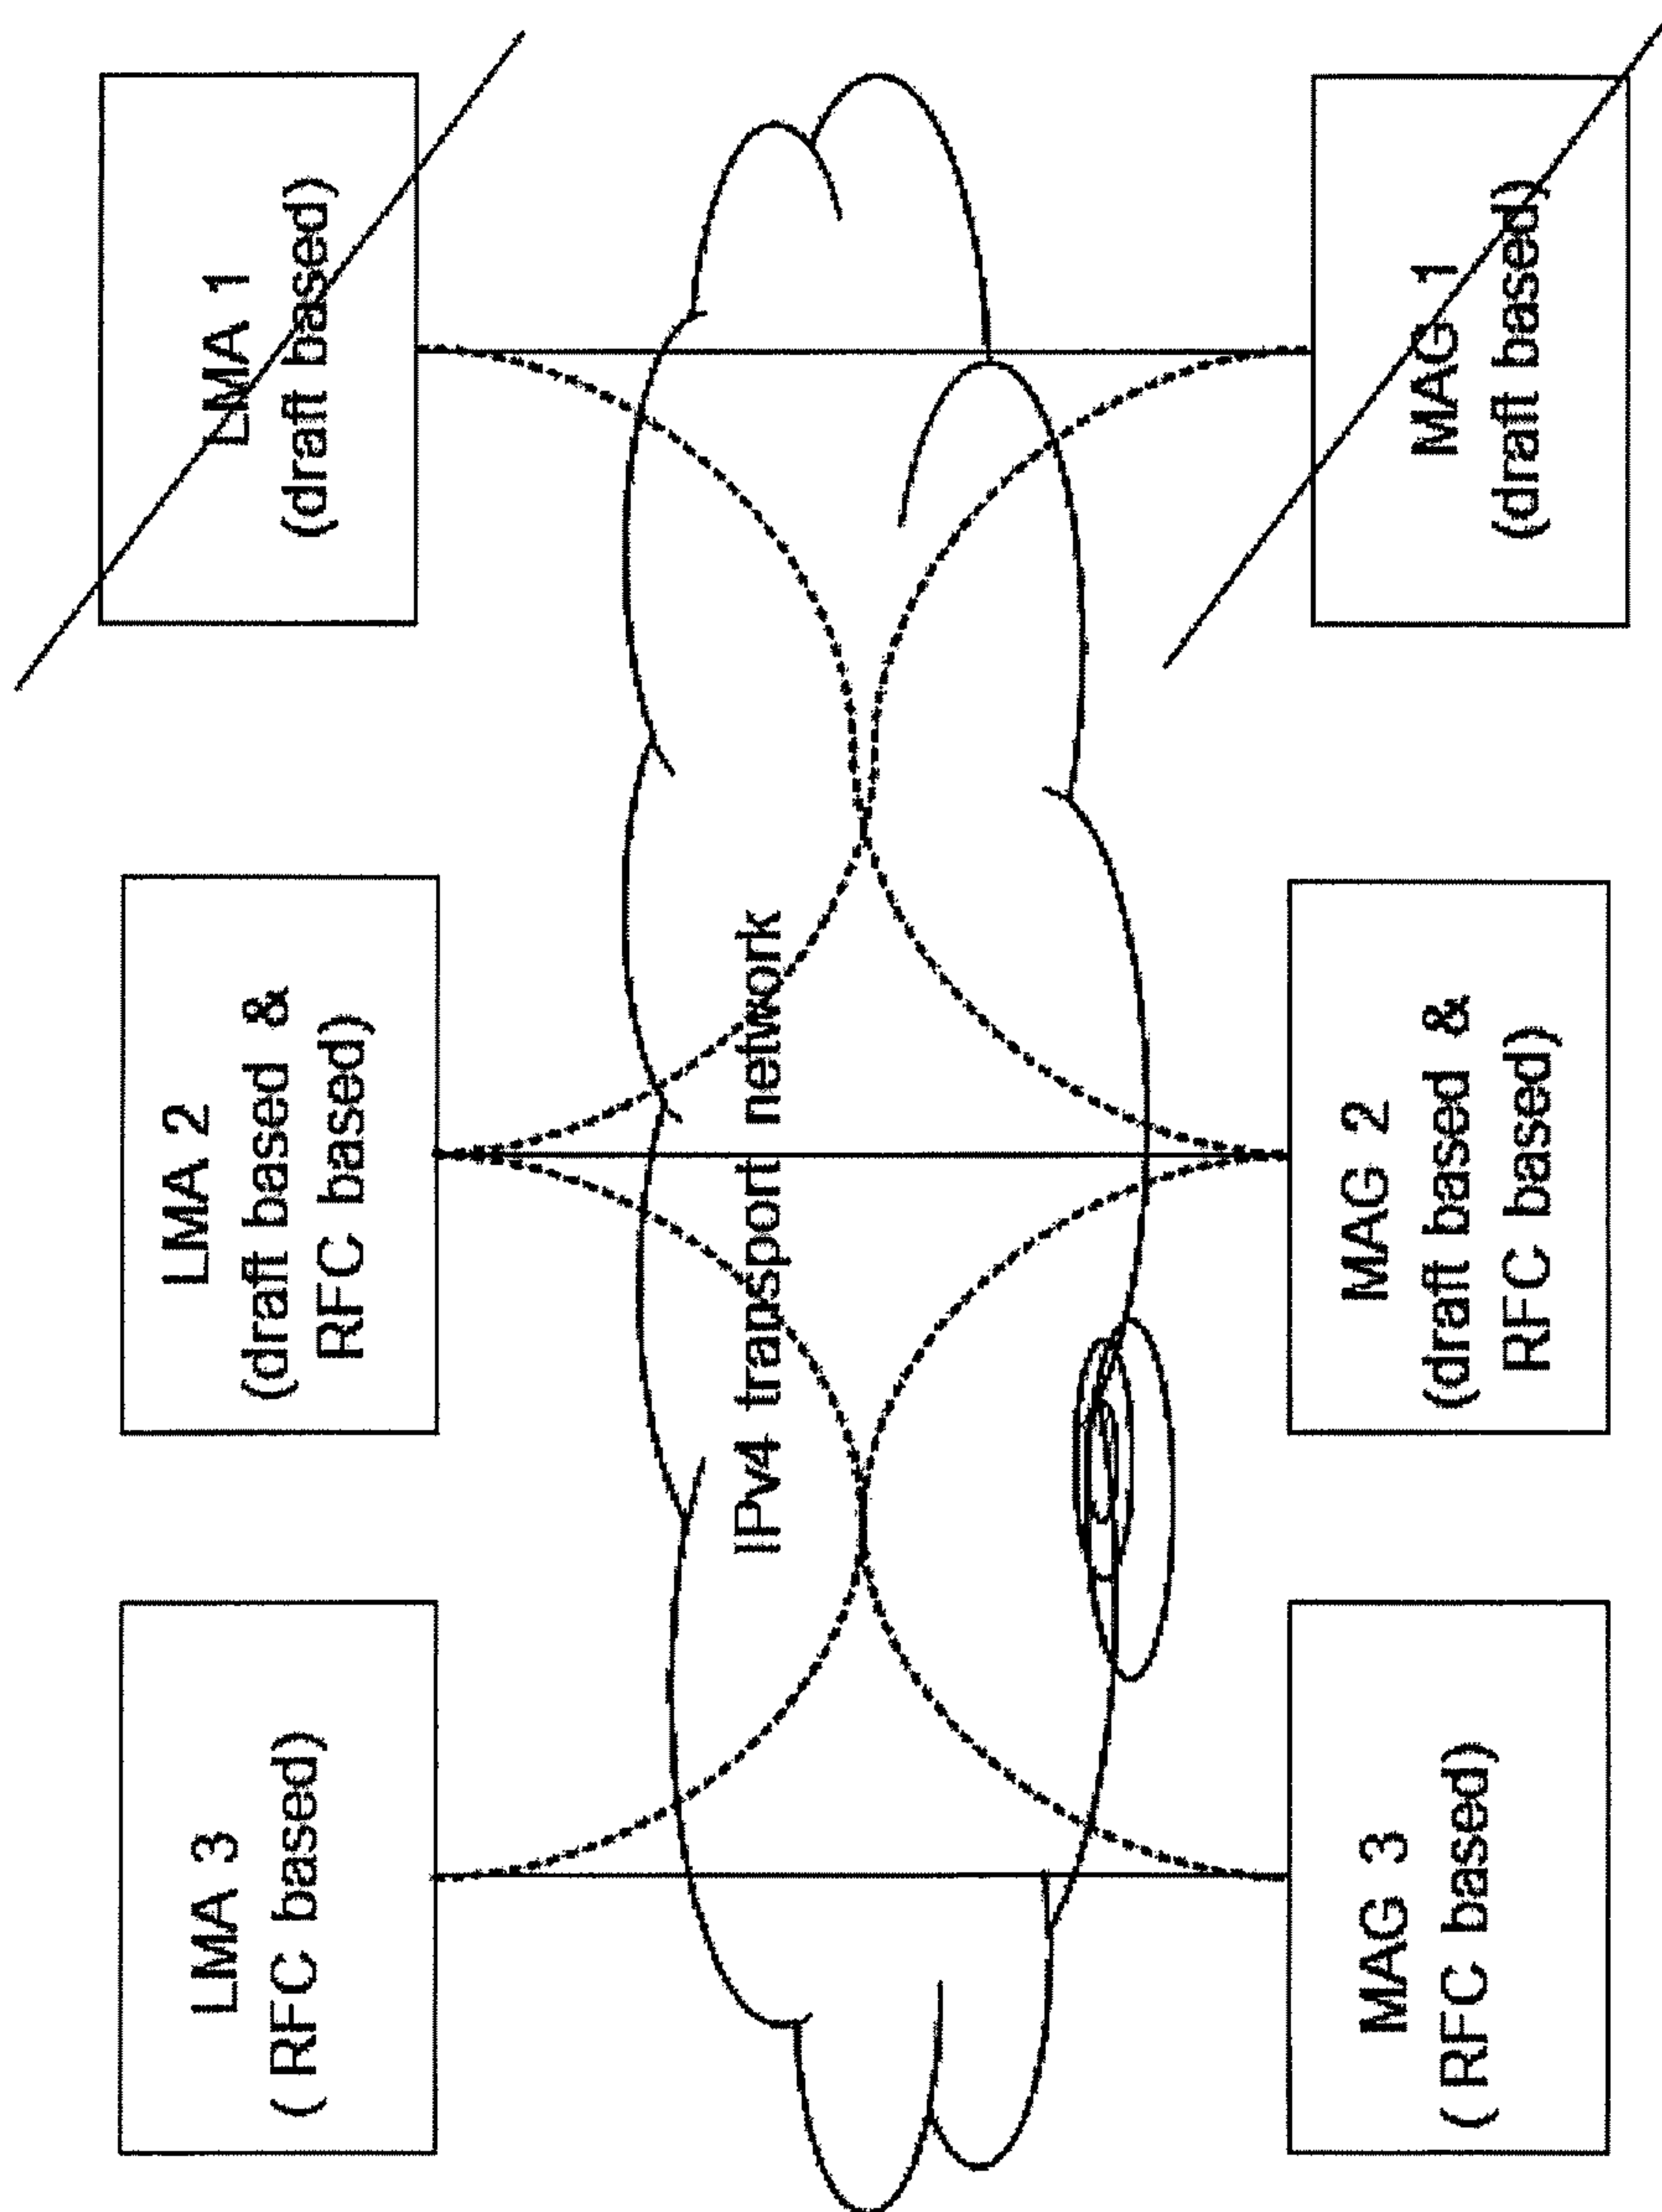 LMA 3
( RFC based)
LMA 2
(draft based &
RFC based)
LMA 1
(draft based)
IPv4 transport network
MAG 3
( RFC based)
MAG 2
(draft based &
RFC based)
MAG 1
(draft based)